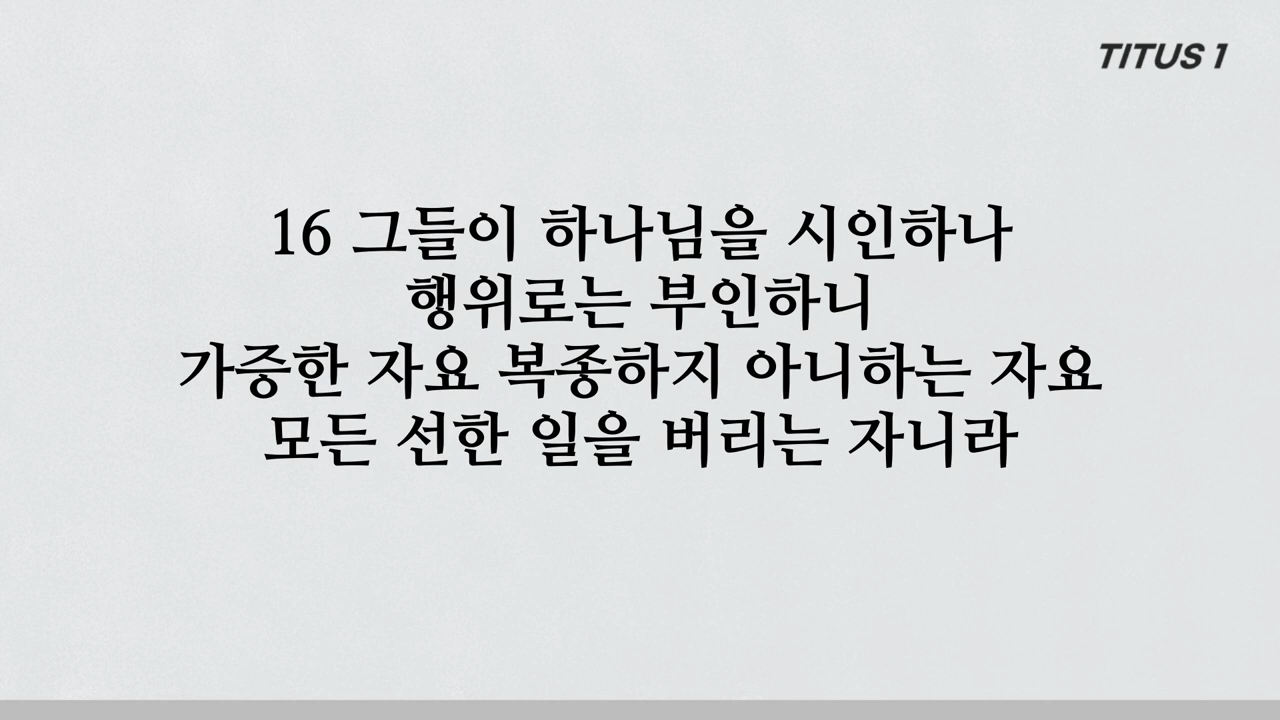 TITUS 1
16 그들이 하나님을 시인하나
행위로는 부인하니
가증한 자요 복종하지 아니하는 자요
모든 선한 일을 버리는 자니라